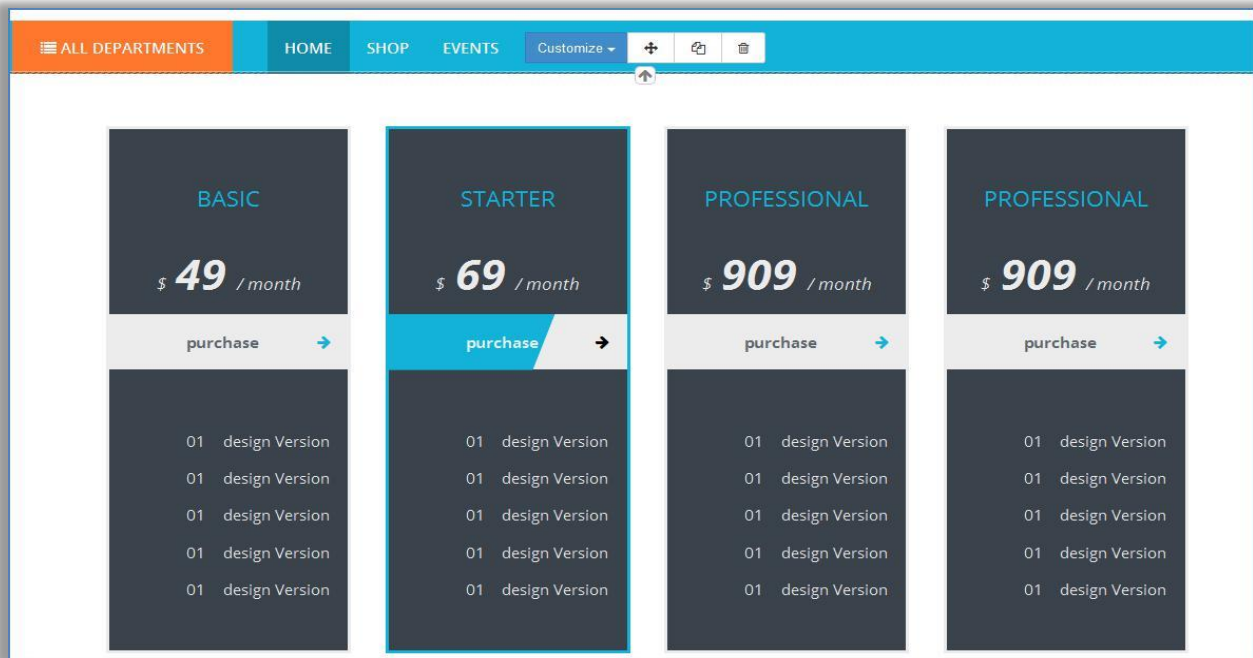 ALL DEPARTMENTS HOME SHOP EVENTS Customize
BASIC
$ 49 / month
purchase
01 design Version
01 design Version
01 design Version
01 design Version
01 design Version
STARTER
$ 69 / month
purchase
01 design Version
01 design Version
01 design Version
01 design Version
01 design Version
PROFESSIONAL
$ 909 / month
purchase
01 design Version
01 design Version
01 design Version
01 design Version
01 design Version
PROFESSIONAL
$ 909 / month
purchase
01 design Version
01 design Version
01 design Version
01 design Version
01 design Version